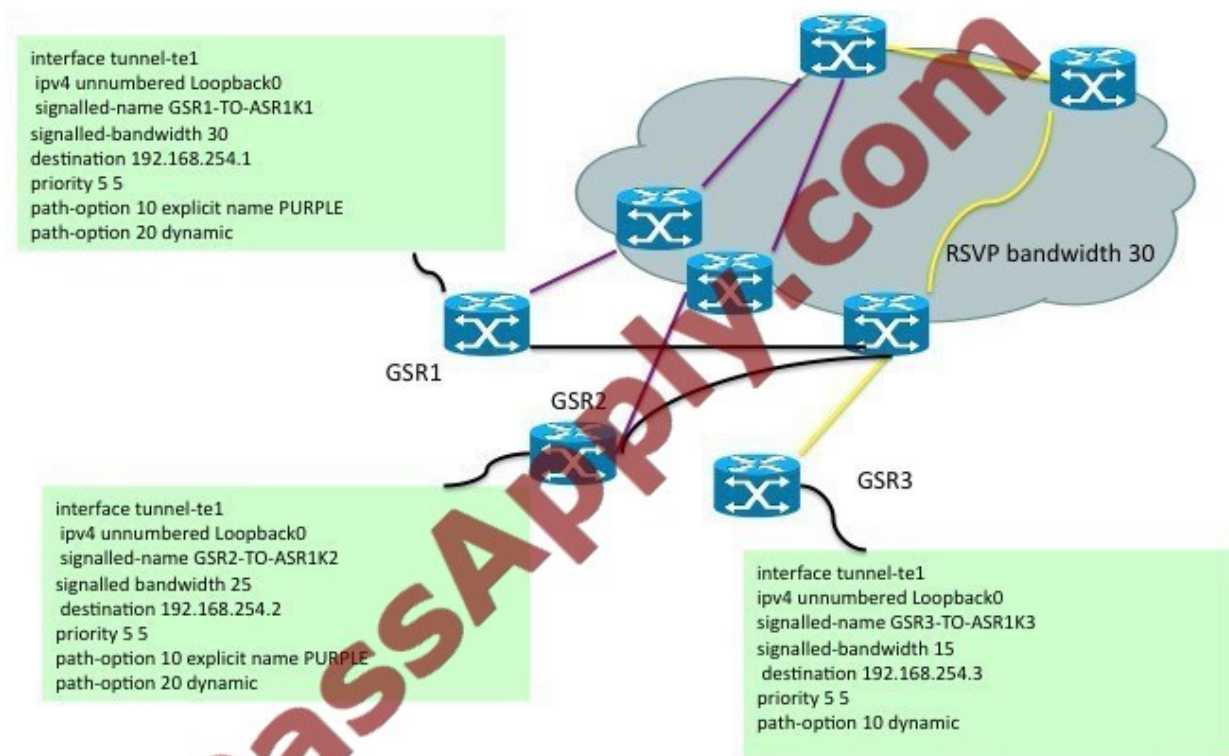 interface tunnel-te1
ipv4 unnumbered Loopback0
signalled-name GSR1-TO-ASR1K1
signalled-bandwidth 30
destination 192.168.254.1
priority 5 5
path-option 10 explicit name PURPLE
path-option 20 dynamic
RSVP bandwidth 30
GSR1
GSR2
GSR3
interface tunnel-te1
ipv4 unnumbered Loopback0
signalled-name GSR2-TO-ASR1K2
signalled bandwidth 25
destination 192.168.254.2
priority 5 5
path-option 10 explicit name PURPLE
path-option 20 dynamic
interface tunnel-te1
ipv4 unnumbered Loopback0
signalled-name GSR3-TO-ASR1K3
signalled-bandwidth 15
destination 192.168.254.3
priority 5 5
path-option 10 dynamic
assApply.com